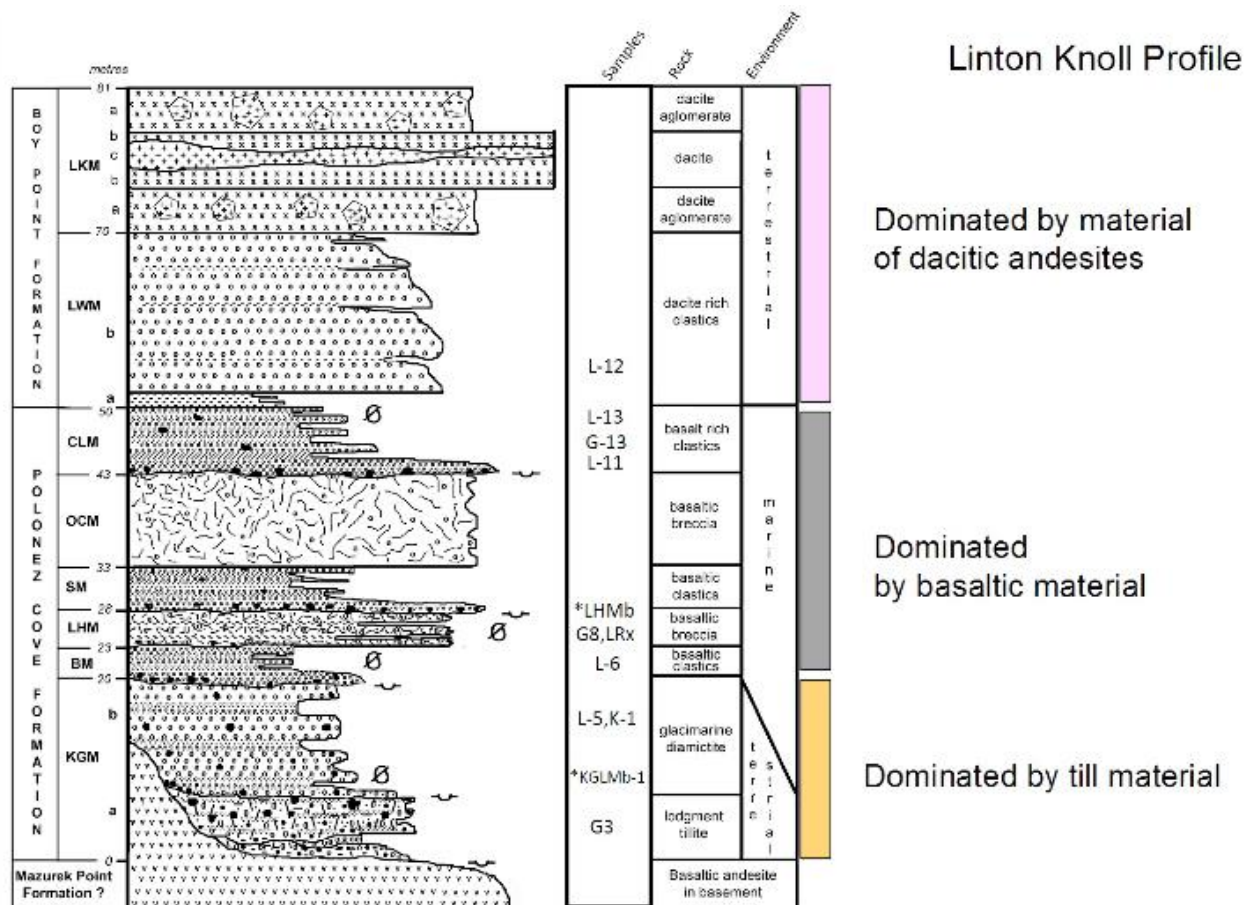 Linton Knoll Profile
Samples
Rock
Environment
metres
BOY POINT FORMATION
POLONEZ COVE FORMATION
Mazurek Point
Formation ?
LKM
LWM
CLM
OCM
SM
LHM
BM
KGM
81
a
b
c
b
a
70
b
a
50
43
33
28
23
20
b
a
0
Ø
Ø
Ø
Ø
L-12
L-13
G-13
L-11
*LHMb
G8,LRx
L-6
L-5,K-1
*KGLMb-1
G3
dacite
aglomerate
dacite
dacite
aglomerate
dacite rich
clastics
basalt rich
clastics
basaltic
breccia
basaltic
clastics
basaltic
breccia
basaltic
clastics
glacimarine
diamictite
lodgment
tillite
Basaltic andesite
in basement
terrestrial
marine
terre strial
Dominated by material
of dacitic andesites
Dominated
by basaltic material
Dominated by till material